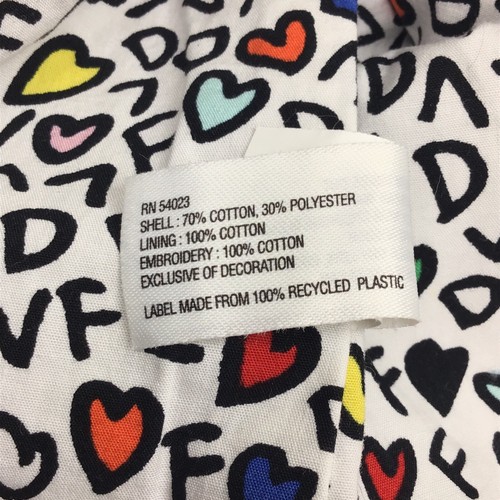 RN 54023
SHELL : 70% COTTON, 30% POLYESTER
LINING : 100% COTTON
EMBROIDERY : 100% COTTON
EXCLUSIVE OF DECORATION
LABEL MADE FROM 100% RECYCLED PLASTIC